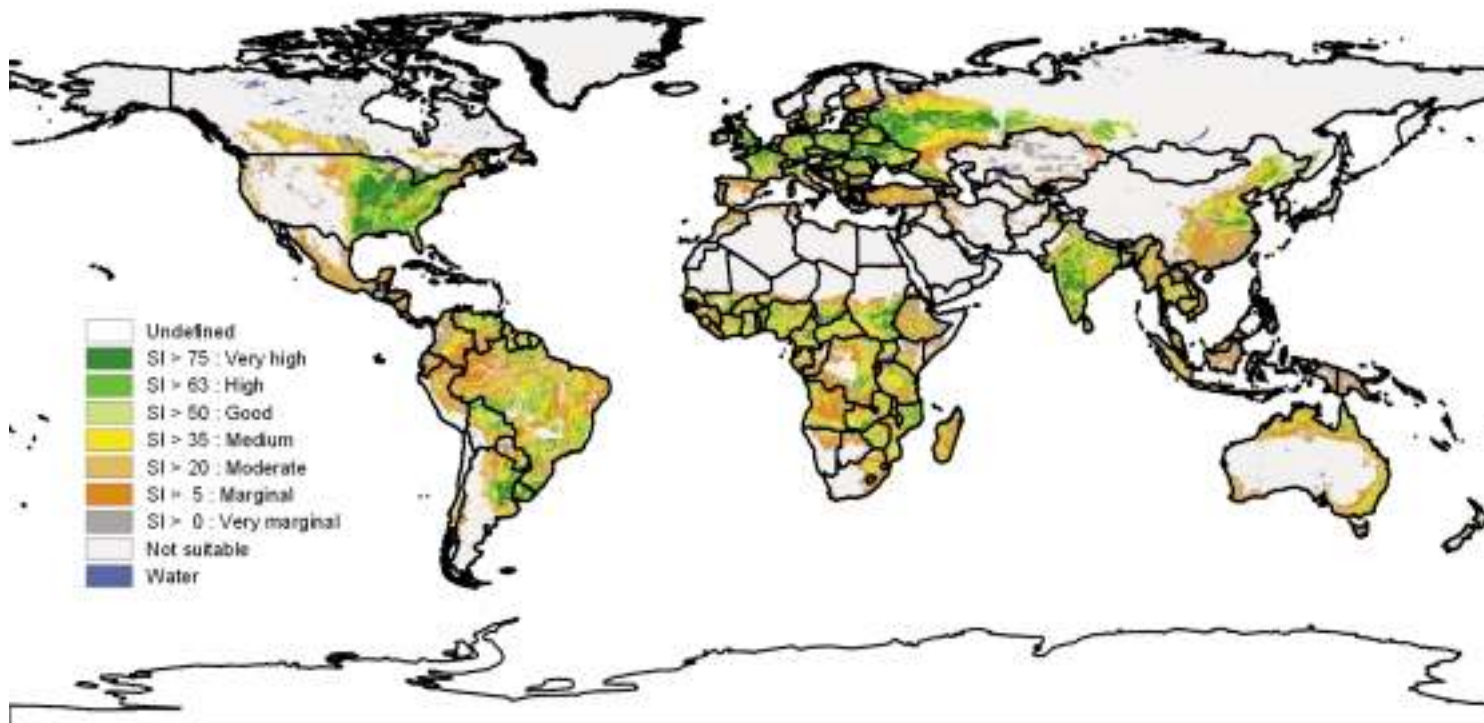 Undefined
SI > 75 : Very high
SI > 63 : High
SI > 50 : Good
SI > 35 : Medium
SI > 20 : Moderate
SI > 5 : Marginal
SI > 0 : Very marginal
Not suitable
Water